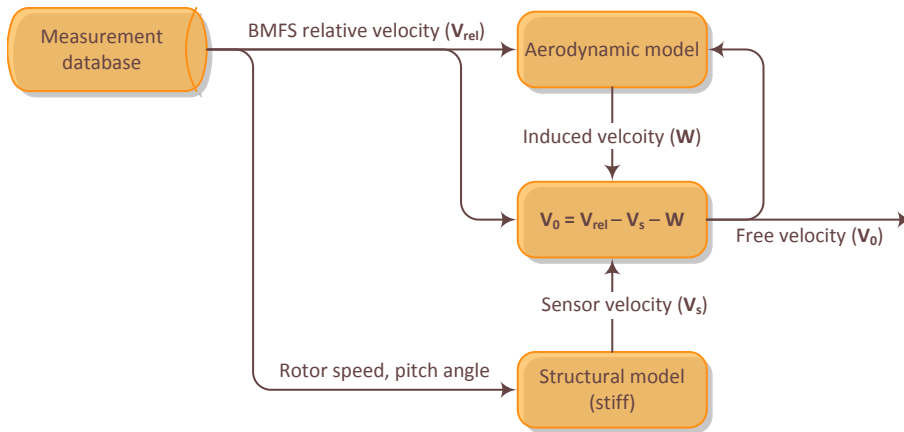 Measurement
database
BMFS relative velocity (Vrel)
Aerodynamic model
Induced velcoity (W)
V0 = Vrel – Vs – W
Free velocity (V0)
Sensor velocity (Vs)
Rotor speed, pitch angle
Structural model
(stiff)